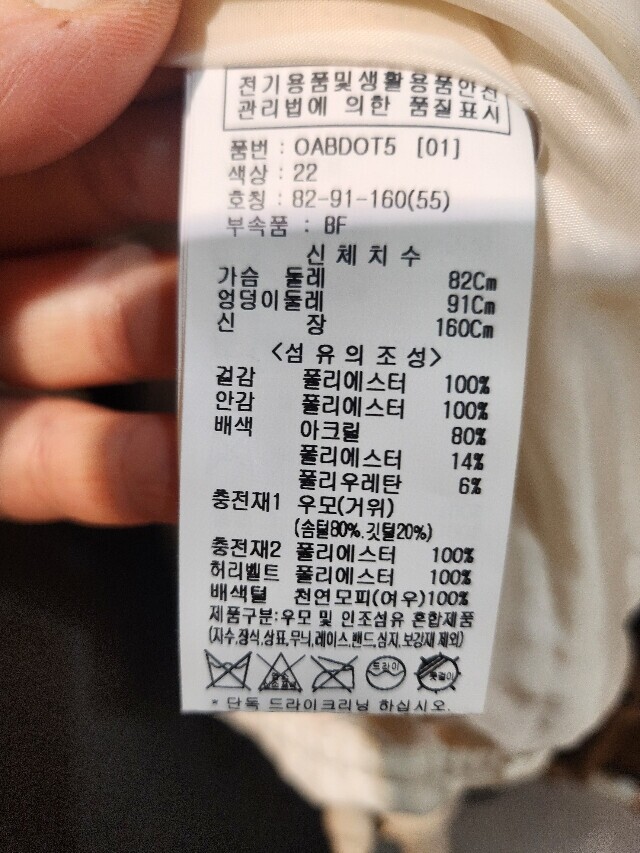 전기용품및생활용품안전
관리법에 의한 품질표시
품번 : OABDOT5 [01]
색상 : 22
호칭 : 82-91-160(55)
부속품 : BF
신체치수
가슴 둘레 82Cm
엉덩이둘레 91Cm
신 장 160Cm
<섬유의조성>
겉감 폴리에스터 100%
안감 폴리에스터 100%
배색 아크릴 80%
폴리에스터 14%
폴리우레탄 6%
충전재1 우모(거위)
(솜털80%.깃털20%)
충전재2 폴리에스터 100%
허리벨트 폴리에스터 100%
배색털 천연모피(여우)100%
제품구분:우모 및 인조섬유 혼합제품
(자수,장식,상표,무늬,레이스,밴드,심지,보강재 제외)
드라이 옷걸이
* 단독 드라이크리닝 하십시오.